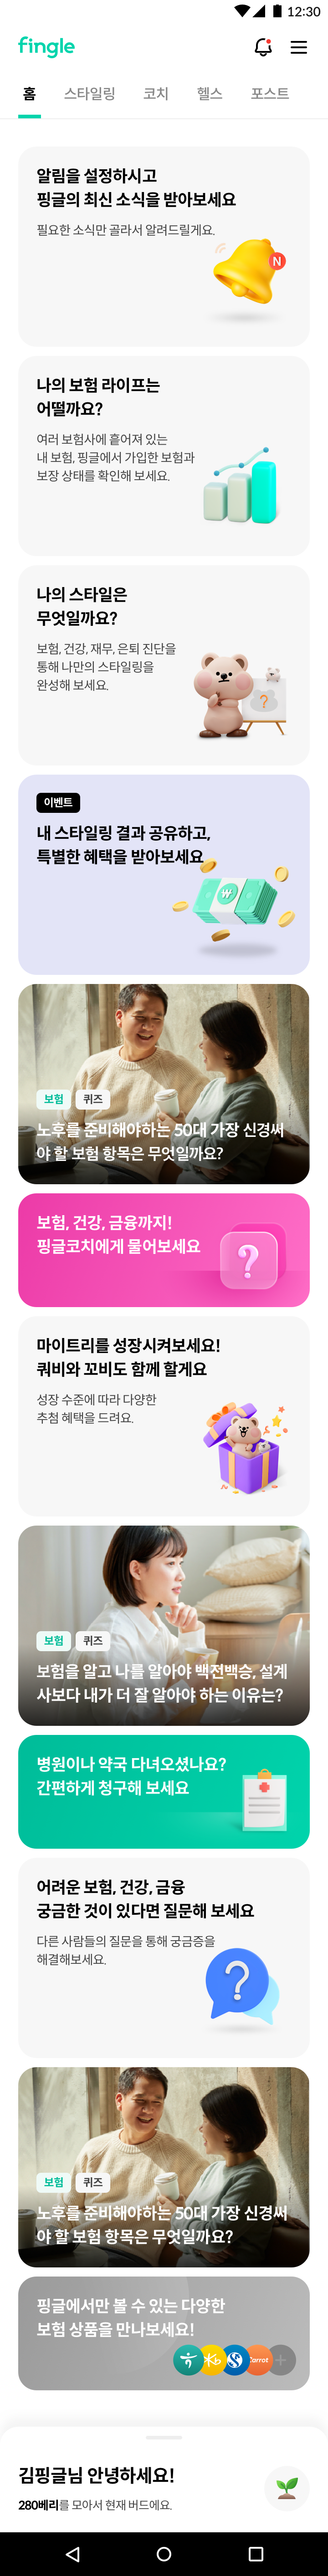 12:30
fingle
홈 스타일링 코치 헬스 포스트
알림을 설정하시고
핑글의 최신 소식을 받아보세요
필요한 소식만 골라서 알려드릴게요.
N
나의 보험 라이프는
어떨까요?
여러 보험사에 흩어져 있는
내 보험, 핑글에서 가입한 보험과
보장 상태를 확인해 보세요.
나의 스타일은
무엇일까요?
보험, 건강, 재무, 은퇴 진단을
통해 나만의 스타일링을
완성해 보세요.
?
이벤트
내 스타일링 결과 공유하고,
특별한 혜택을 받아보세요
₩
보험 퀴즈
노후를 준비해야하는 50대 가장 신경써
야 할 보험 항목은 무엇일까요?
보험, 건강, 금융까지!
핑글코치에게 물어보세요
?
마이트리를 성장시켜보세요!
쿼비와 꼬비도 함께 할게요
성장 수준에 따라 다양한
추첨 혜택을 드려요.
보험 퀴즈
보험을 알고 나를 알아야 백전백승, 설계
사보다 내가 더 잘 알아야 하는 이유는?
병원이나 약국 다녀오셨나요?
간편하게 청구해 보세요
어려운 보험, 건강, 금융
궁금한 것이 있다면 질문해 보세요
다른 사람들의 질문을 통해 궁금증을
해결해보세요.
?
보험 퀴즈
노후를 준비해야하는 50대 가장 신경써
야 할 보험 항목은 무엇일까요?
핑글에서만 볼 수 있는 다양한
보험 상품을 만나보세요!
Carrot +
김핑글님 안녕하세요!
280베리를 모아서 현재 버드에요.